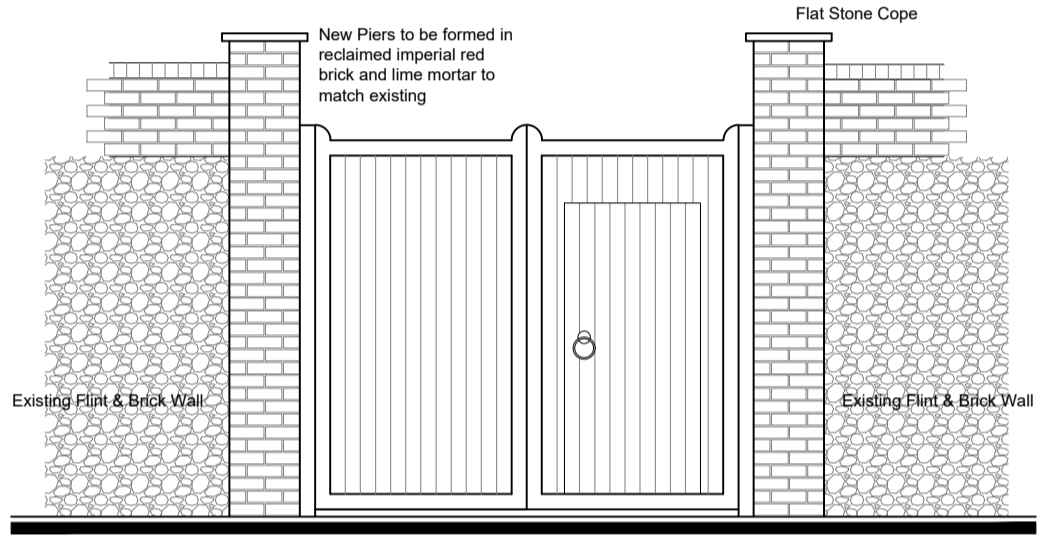 Flat Stone Cope
New Piers to be formed in
reclaimed imperial red
brick and lime mortar to
match existing
Existing Flint & Brick Wall
Existing Flint & Brick Wall